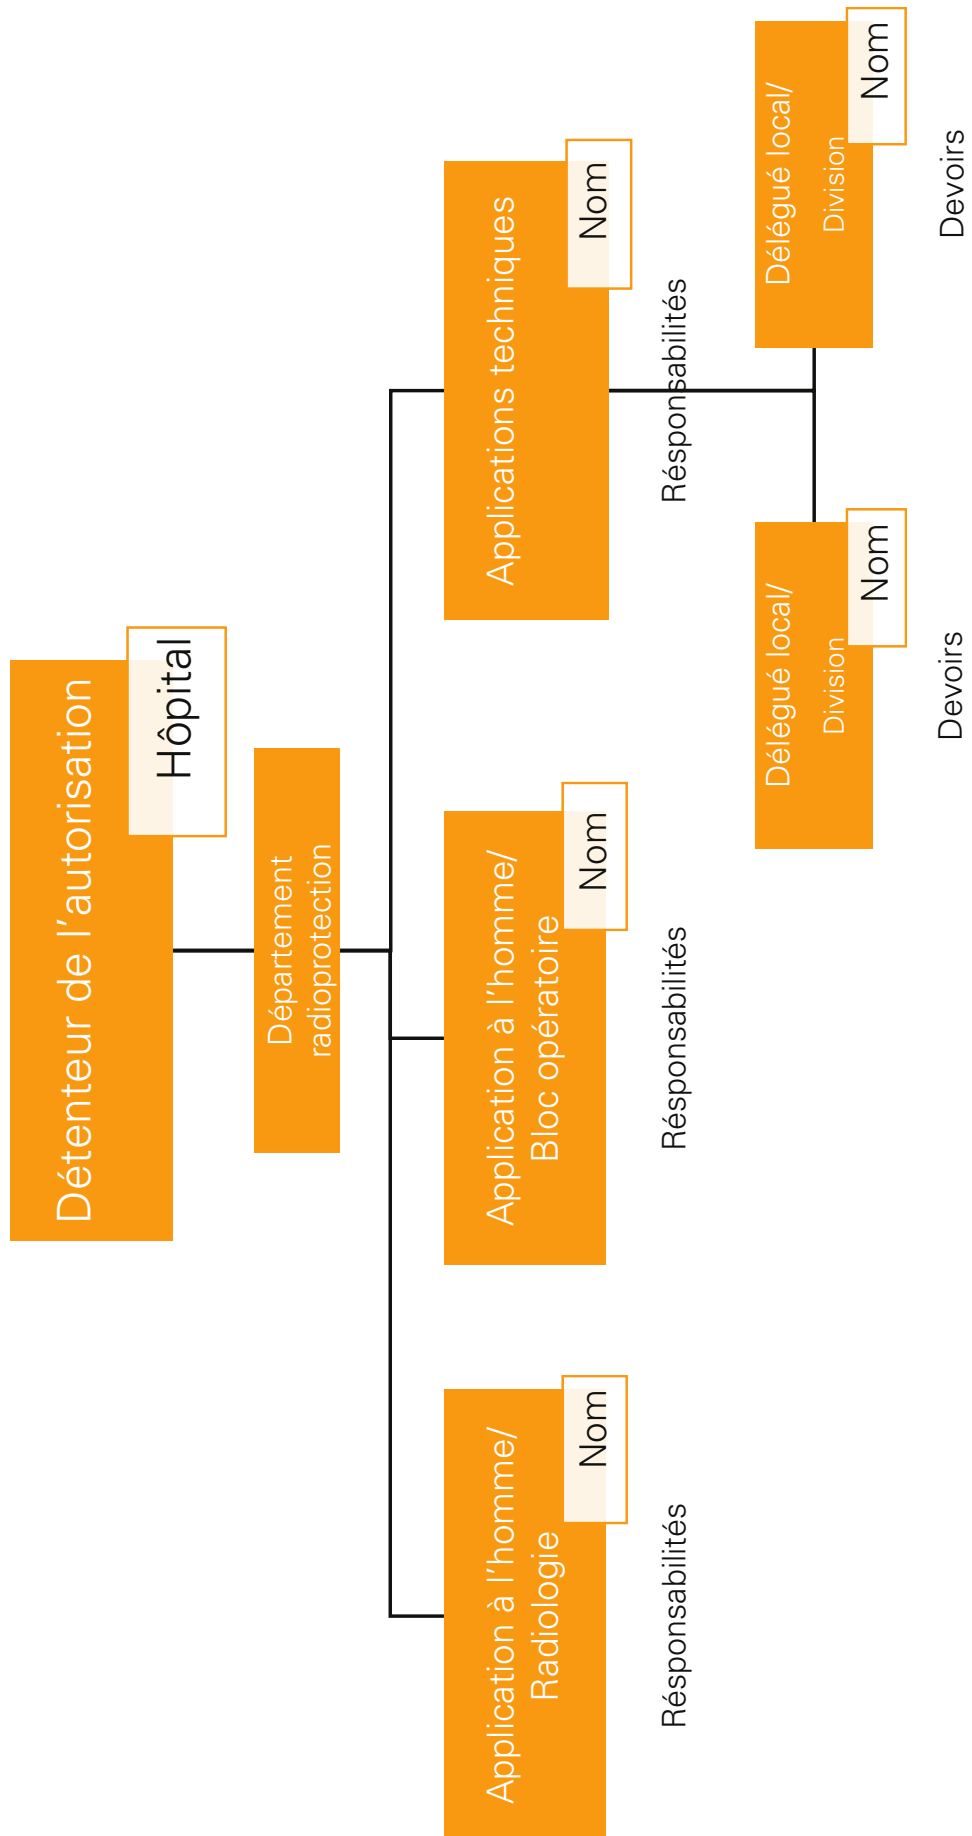 Détenteur de l'autorisation
Hôpital
Département
radioprotection
Application à l'homme/
Radiologie
Nom
Résponsabilités
Application à l'homme/
Bloc opératoire
Nom
Résponsabilités
Applications techniques
Nom
Résponsabilités
Délégué local/
Division
Nom
Devoirs
Délégué local/
Division
Nom
Devoirs